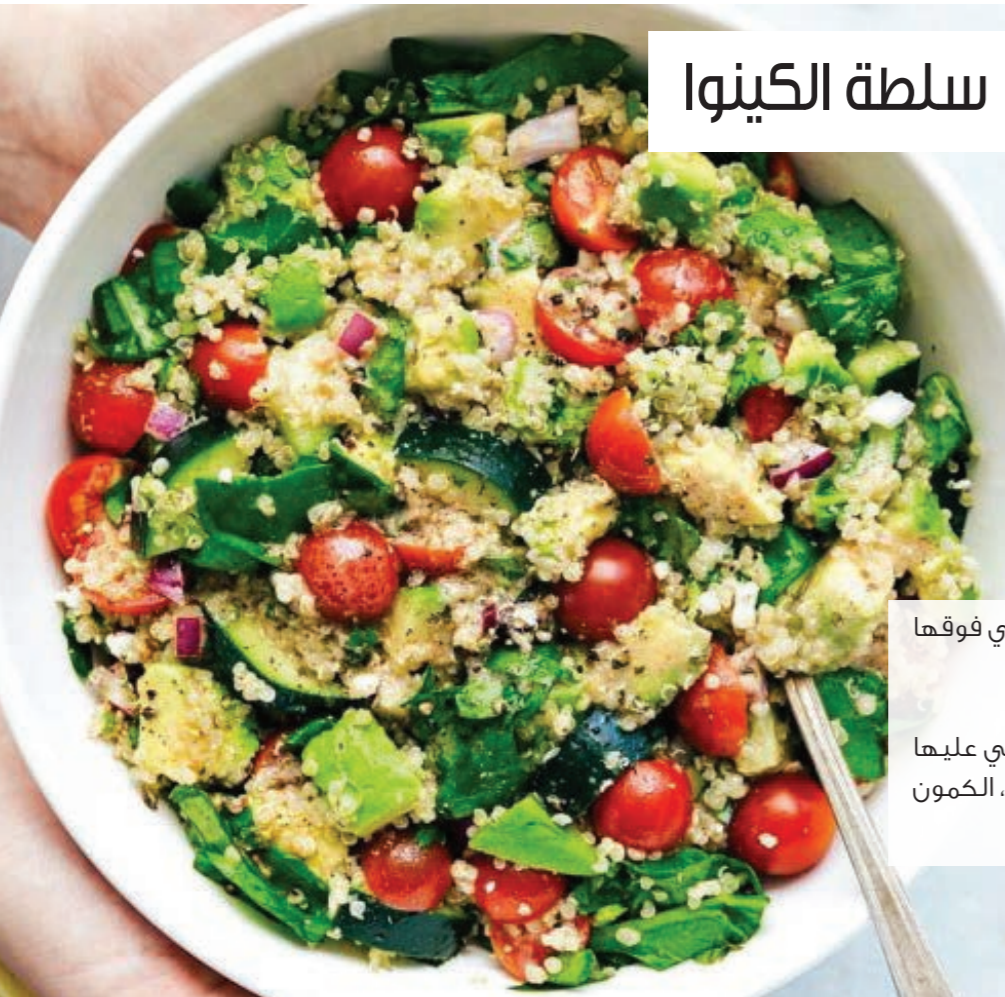 سلطة الكينوا
ي فوقها
ي عليها
، الكمون